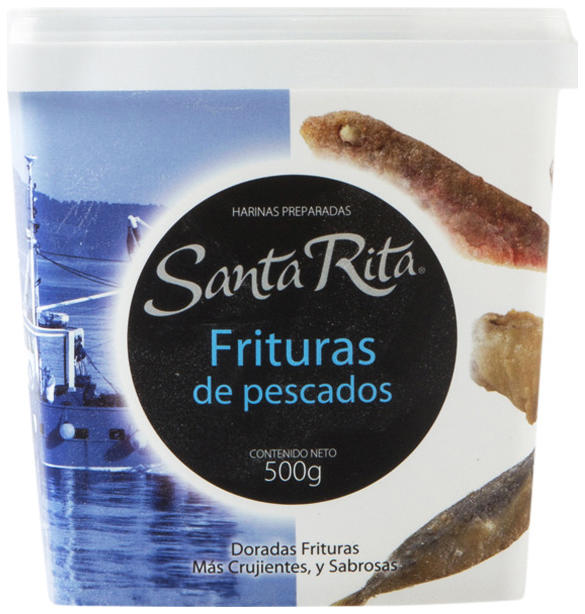 HARINAS PREPARADAS
Santa Rita®
Frituras
de pescados
CONTENIDO NETO
500g
Doradas Frituras
Más Crujientes, y Sabrosas